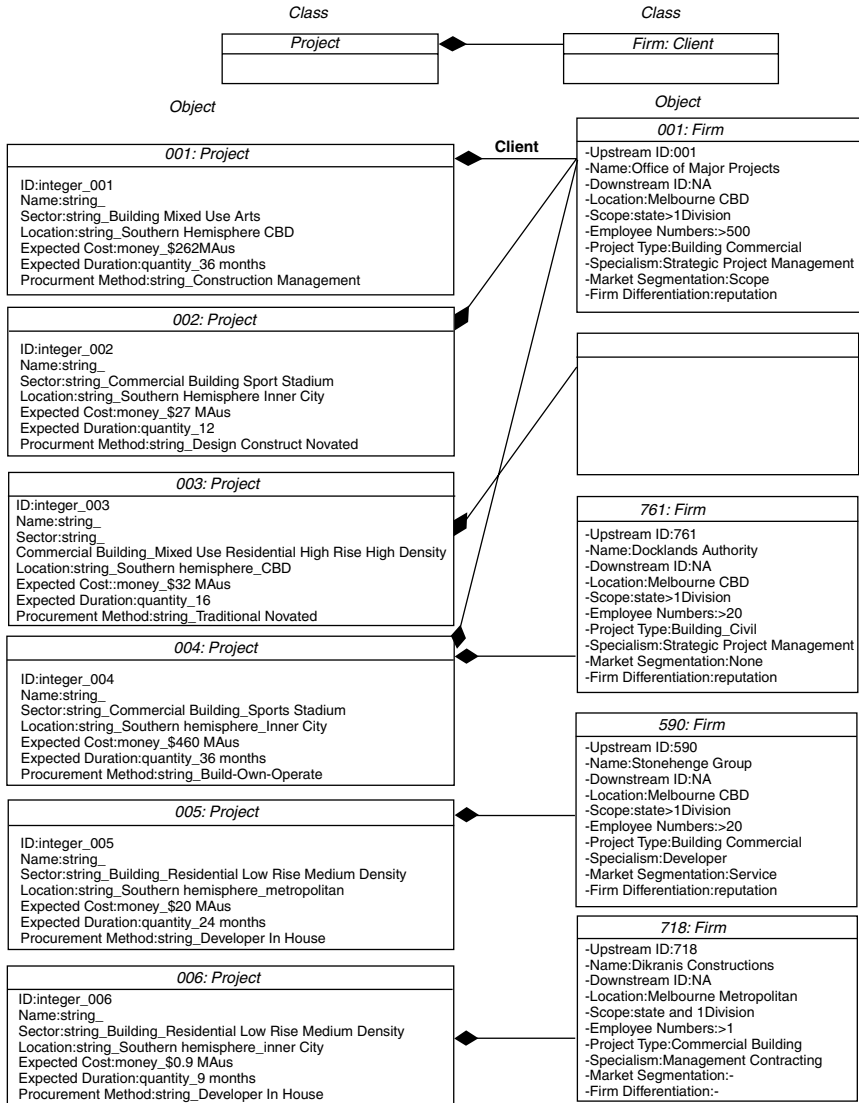 Class
Class
Project
Firm: Client
Object
Object
001: Project
ID:integer_001
Name:string_
Sector:string_Building Mixed Use Arts
Location:string_Southern Hemisphere CBD
Expected Cost:money_$262MAus
Expected Duration:quantity_36 months
Procurment Method:string_Construction Management
Client
001: Firm
-Upstream ID:001
-Name:Office of Major Projects
-Downstream ID:NA
-Location:Melbourne CBD
-Scope:state>1Division
-Employee Numbers:>500
-Project Type:Building Commercial
-Specialism:Strategic Project Management
-Market Segmentation:Scope
-Firm Differentiation:reputation
002: Project
ID:integer_002
Name:string_
Sector:string_Commercial Building Sport Stadium
Location:string_Southern Hemisphere Inner City
Expected Cost:money_$27 MAus
Expected Duration:quantity_12
Procurment Method:string_Design Construct Novated
003: Project
ID:integer_003
Name:string_
Sector:string_
Commercial Building_Mixed Use Residential High Rise High Density
Location:string_Southern hemisphere_CBD
Expected Cost::money_$32 MAus
Expected Duration:quantity_16
Procurement Method:string_Traditional Novated
761: Firm
-Upstream ID:761
-Name:Docklands Authority
-Downstream ID:NA
-Location:Melbourne CBD
-Scope:state>1Division
-Employee Numbers:>20
-Project Type:Building_Civil
-Specialism:Strategic Project Management
-Market Segmentation:None
-Firm Differentiation:reputation
004: Project
ID:integer_004
Name:string_
Sector:string_Commercial Building_Sports Stadium
Location:string_Southern hemisphere_Inner City
Expected Cost:money_$460 MAus
Expected Duration:quantity_36 months
Procurement Method:string_Build-Own-Operate
590: Firm
-Upstream ID:590
-Name:Stonehenge Group
-Downstream ID:NA
-Location:Melbourne CBD
-Scope:state>1Division
-Employee Numbers:>20
-Project Type:Building Commercial
-Specialism:Developer
-Market Segmentation:Service
-Firm Differentiation:reputation
005: Project
ID:integer_005
Name:string_
Sector:string_Building_Residential Low Rise Medium Density
Location:string_Southern hemisphere_metropolitan
Expected Cost:money_$20 MAus
Expected Duration:quantity_24 months
Procurement Method:string_Developer In House
718: Firm
-Upstream ID:718
-Name:Dikranis Constructions
-Downstream ID:NA
-Location:Melbourne Metropolitan
-Scope:state and 1Division
-Employee Numbers:>1
-Project Type:Commercial Building
-Specialism:Management Contracting
-Market Segmentation:-
-Firm Differentiation:-
006: Project
ID:integer_006
Name:string_
Sector:string_Building_Residential Low Rise Medium Density
Location:string_Southern hemisphere_inner City
Expected Cost:money_$0.9 MAus
Expected Duration:quantity_9 months
Procurement Method:string_Developer In House